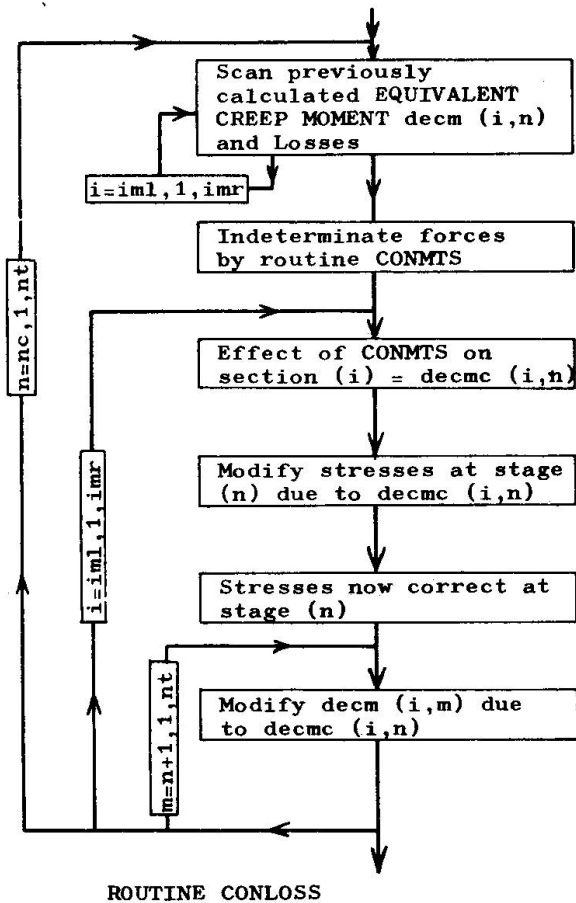 Scan previously
calculated EQUIVALENT
CREEP MOMENT decm (i,n)
and Losses
i=iml,1,imr
Indeterminate forces
by routine CONMTS
n=nc,1,nt
Effect of CONMTS on
section (i) = decmc (i,n)
i=iml,1,imr
Modify stresses at stage
(n) due to decmc (i,n)
Stresses now correct at
stage (n)
m=n+1,1,nt
Modify decm (i,m) due
to decmc (i,n)
ROUTINE CONLOSS